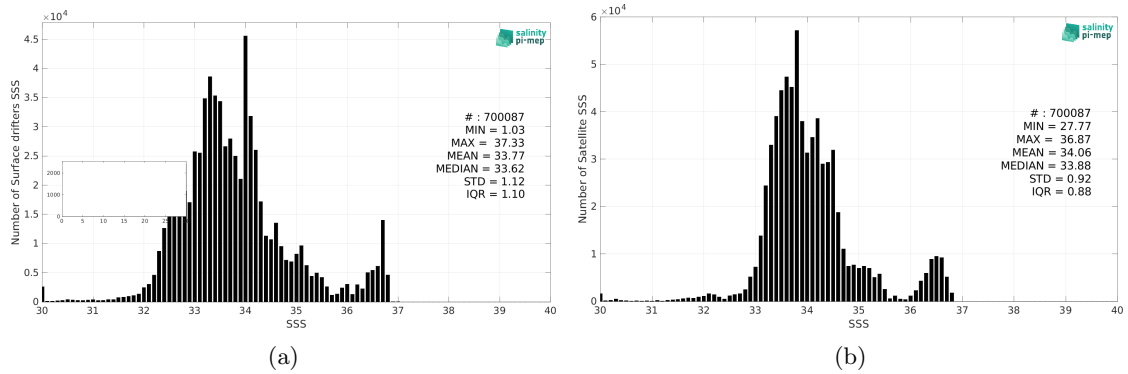 ×10⁴
4.5
4
3.5
3
2.5
2
1.5
1
0.5
0
Number of Surface drifters SSS
salinity
pi-mep
# : 700087
MIN = 1.03
MAX = 37.33
MEAN = 33.77
MEDIAN = 33.62
STD = 1.12
IQR = 1.10
2000
1000
0
0 5 10 15 20 25
30 31 32 33 34 35 36 37 38 39 40
SSS
(a)
×10⁴
6
5
4
3
2
1
0
Number of Satellite SSS
salinity
pi-mep
# : 700087
MIN = 27.77
MAX = 36.87
MEAN = 34.06
MEDIAN = 33.88
STD = 0.92
IQR = 0.88
30 31 32 33 34 35 36 37 38 39 40
SSS
(b)